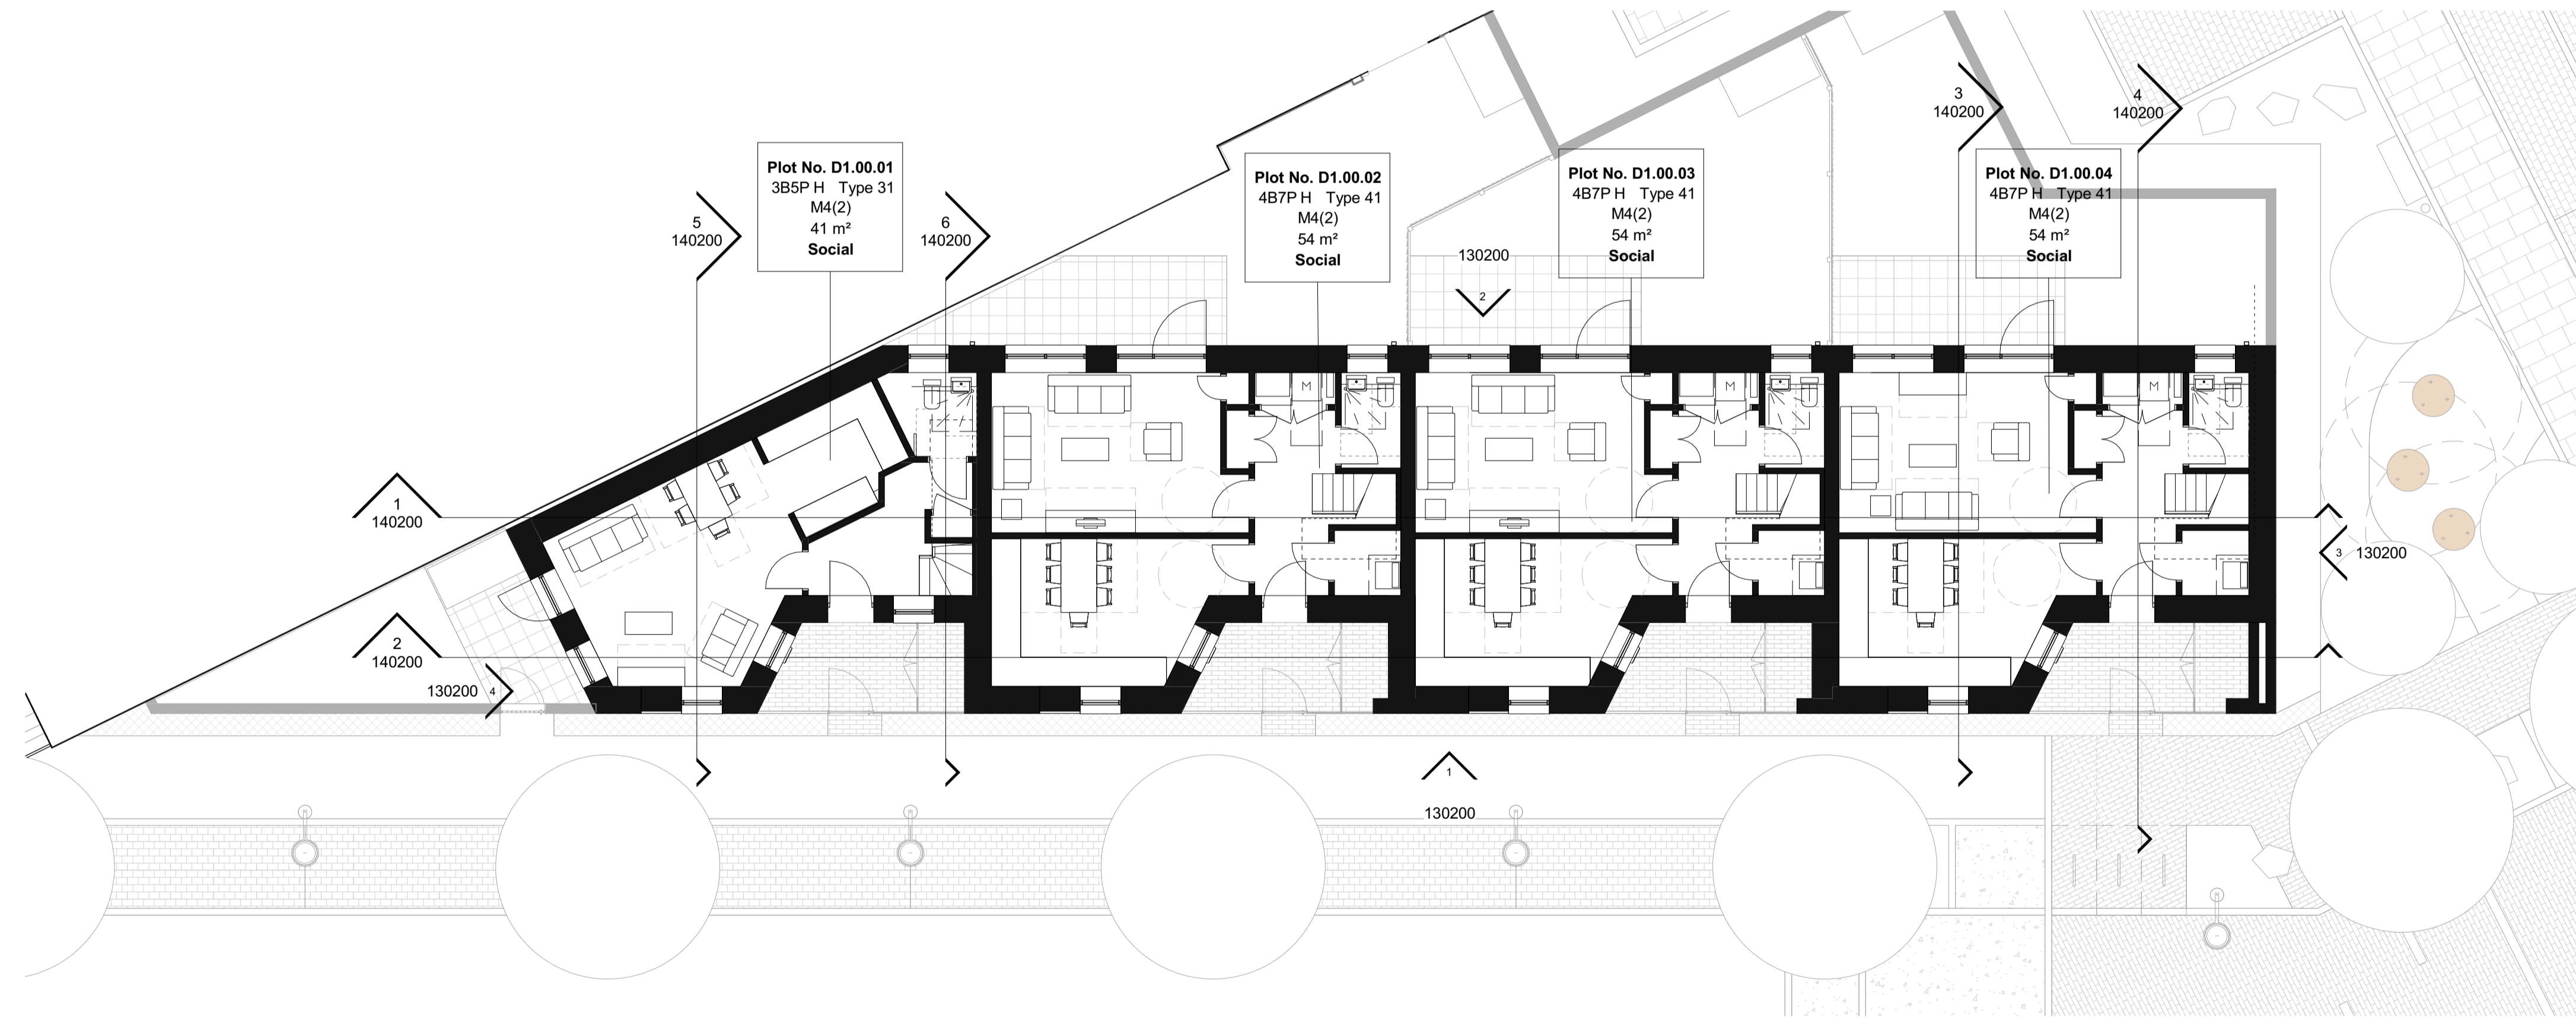 3
140200
4
140200
Plot No. D1.00.01
3B5P H Type 31
M4(2)
41 m²
Social
Plot No. D1.00.02
4B7P H Type 41
M4(2)
54 m²
Social
Plot No. D1.00.03
4B7P H Type 41
M4(2)
54 m²
Social
Plot No. D1.00.04
4B7P H Type 41
M4(2)
54 m²
Social
5
140200
6
140200
130200
2
M
M
M
1
140200
3 130200
2
140200
130200 4
1
130200